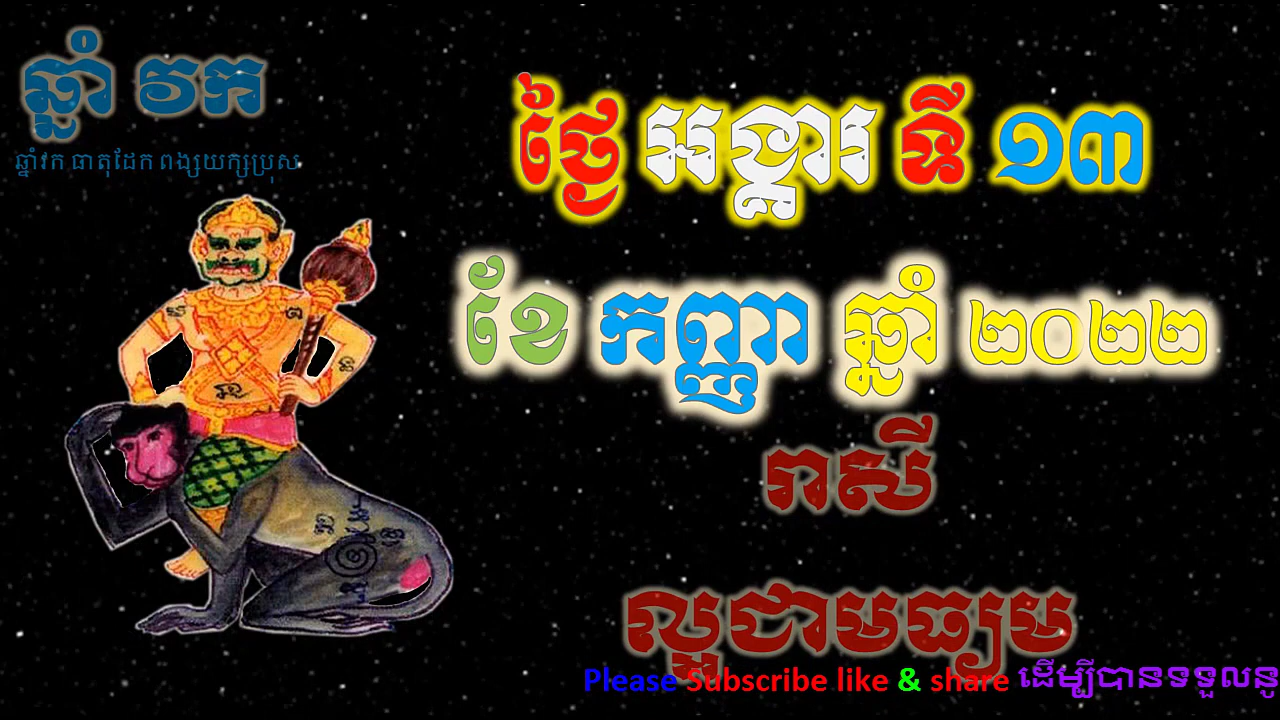 ឆ្នាំ វក
ឆ្នាំវក ធាតុដែក ពង្សយក្សប្រុស
ថ្ងៃ អង្គារ ទី ១៣
ខែ កញ្ញា ឆ្នាំ ២០២២
រាសី
ល្អជាមធ្យម
Please Subscribe like & share ដើម្បីបានទទួលនូ